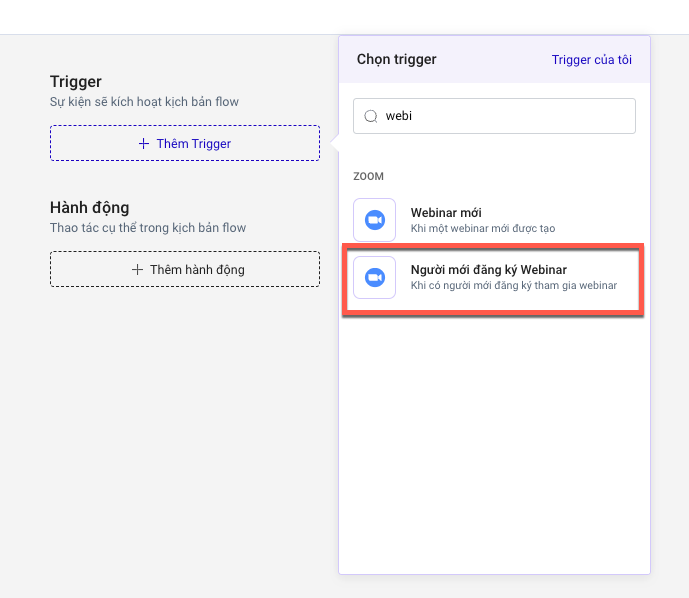 Trigger
Sự kiện sẽ kích hoạt kịch bản flow
Thêm Trigger
Hành động
Thao tác cụ thể trong kịch bản flow
Thêm hành động
Chọn trigger
Trigger của tôi
webi
ZOOM
Webinar mới
Khi một webinar mới được tạo
Người mới đăng ký Webinar
Khi có người mới đăng ký tham gia webinar